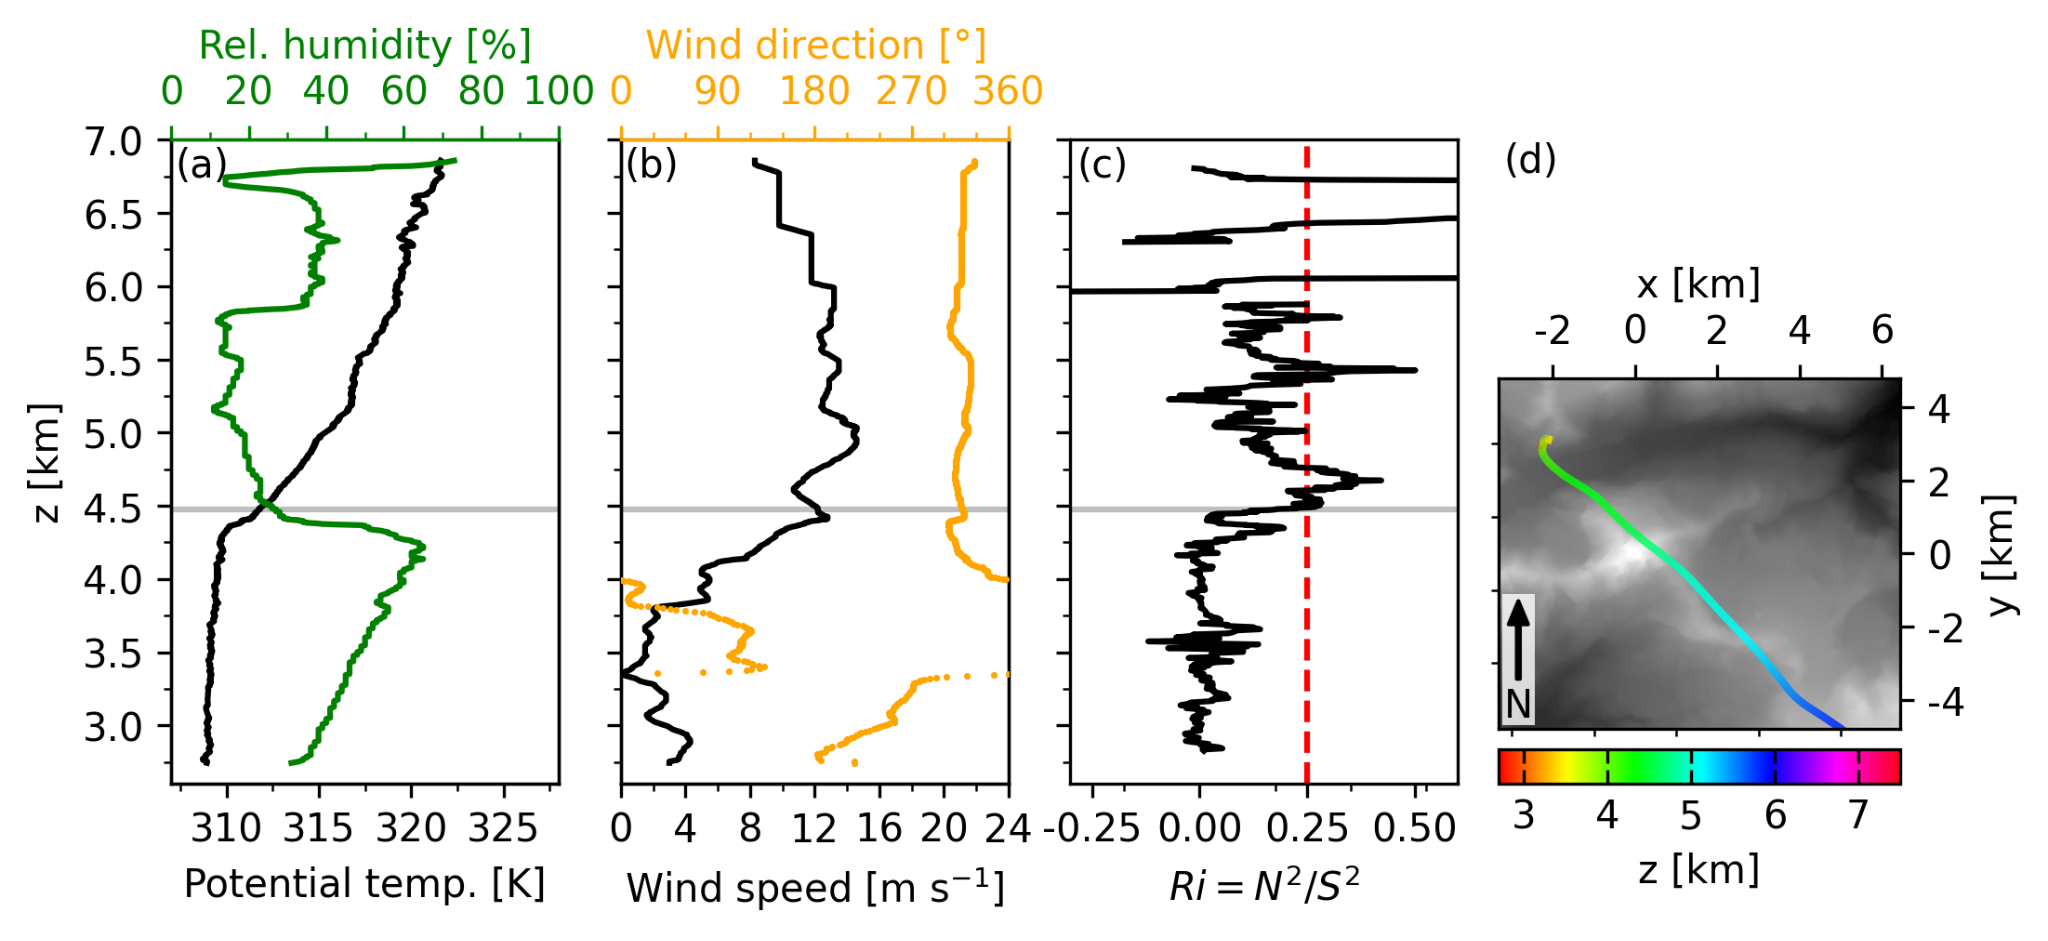 Rel. humidity [%]
0 20 40 60 80 100
Wind direction [°]
0 90 180 270 360
(a)
(b)
(c)
(d)
7.0
6.5
6.0
5.5
5.0
4.5
4.0
3.5
3.0
z [km]
310 315 320 325
Potential temp. [K]
0 4 8 12 16 20 24
Wind speed [m s⁻¹]
-0.25 0.00 0.25 0.50
Ri = N²/S²
x [km]
-2 0 2 4 6
4
2
0
-2
-4
y [km]
N
3 4 5 6 7
z [km]